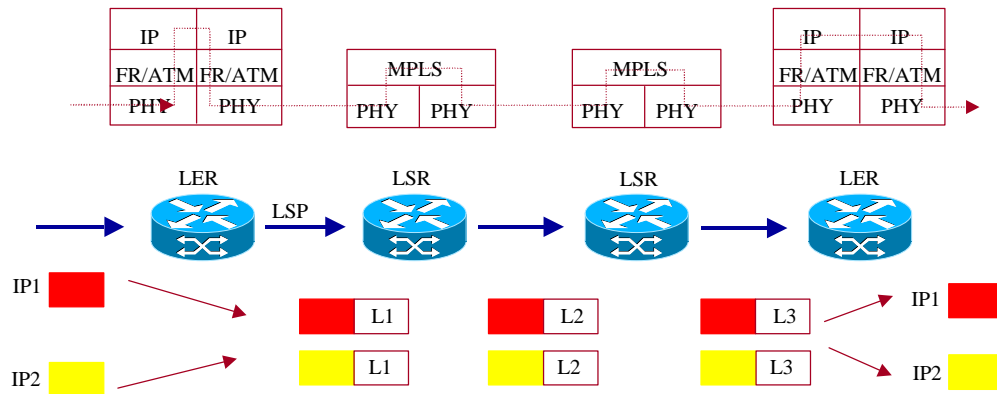 IP IP IP IP
FR/ATM FR/ATM MPLS MPLS FR/ATM FR/ATM
PHY PHY PHY PHY PHY PHY PHY PHY
LER LSR LSR LER
LSP
IP1 L1 L2 L3 IP1
IP2 L1 L2 L3 IP2